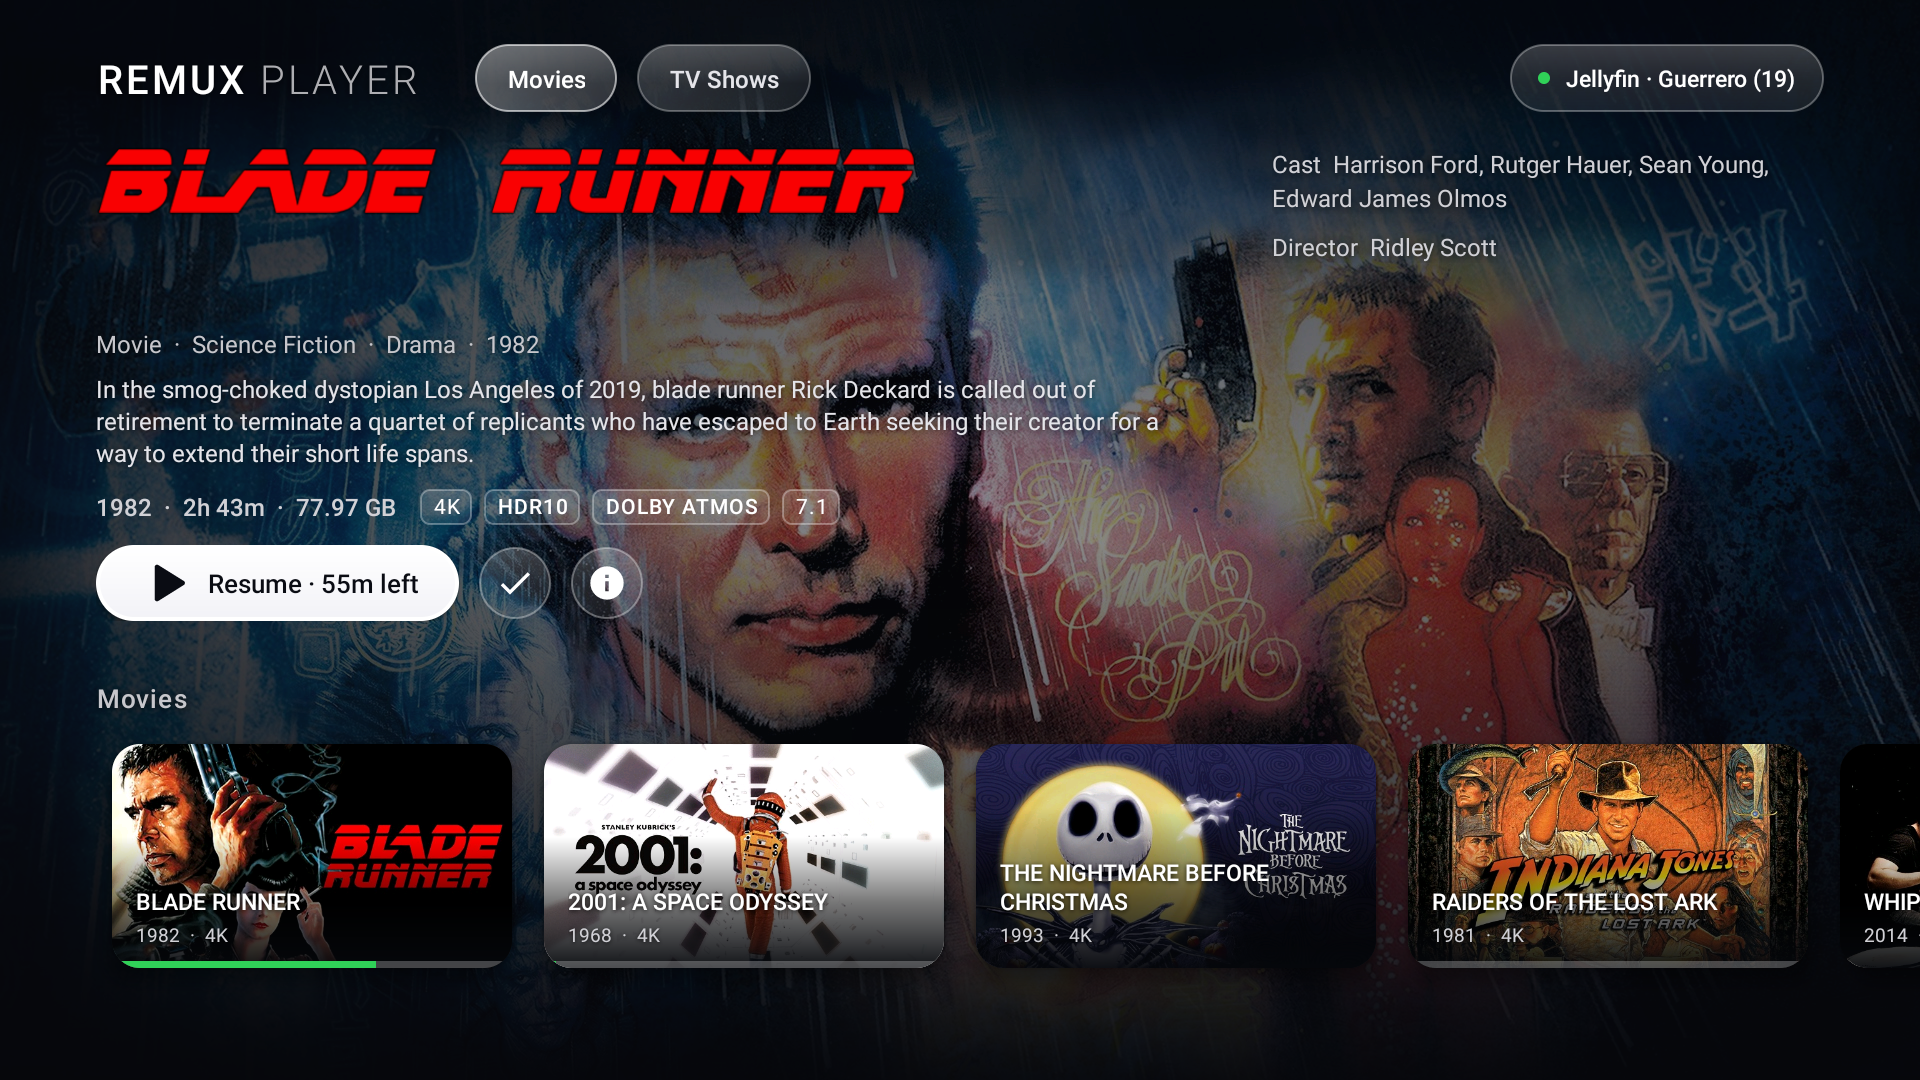 REMUX PLAYER
Movies
TV Shows
Jellyfin · Guerrero (19)
BLADE RUNNER
Cast Harrison Ford, Rutger Hauer, Sean Young,
Edward James Olmos
Director Ridley Scott
Movie · Science Fiction · Drama · 1982
In the smog-choked dystopian Los Angeles of 2019, blade runner Rick Deckard is called out of
retirement to terminate a quartet of replicants who have escaped to Earth seeking their creator for a
way to extend their short life spans.
1982 · 2h 43m · 77.97 GB 4K HDR10 DOLBY ATMOS 7.1
Resume · 55m left
The
Snake
Pit
Movies
BLADE
RUNNER
BLADE RUNNER
1982 · 4K
STANLEY KUBRICK'S
2001:
a space odyssey
2001: A SPACE ODYSSEY
1968 · 4K
THE
NIGHTMARE
BEFORE
CHRISTMAS
THE NIGHTMARE BEFORE
CHRISTMAS
1993 · 4K
INDIANA JONES
RAIDERS OF THE
LOST ARK
RAIDERS OF THE LOST ARK
1981 · 4K
WHIP
2014 ·